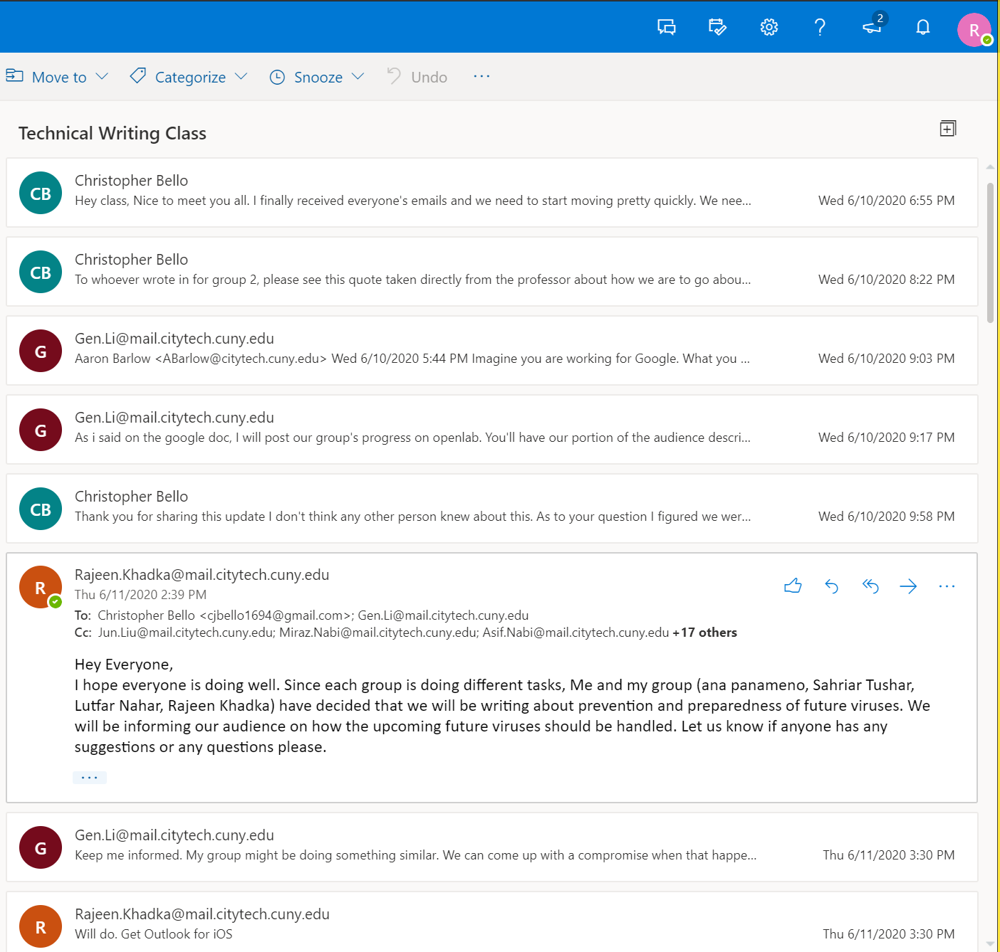 2
R
Move to
Categorize
Snooze
Undo
Technical Writing Class
CB
Christopher Bello
Hey class, Nice to meet you all. I finally received everyone's emails and we need to start moving pretty quickly. We nee...
Wed 6/10/2020 6:55 PM
CB
Christopher Bello
To whoever wrote in for group 2, please see this quote taken directly from the professor about how we are to go abou...
Wed 6/10/2020 8:22 PM
G
Gen.Li@mail.citytech.cuny.edu
Aaron Barlow <ABarlow@citytech.cuny.edu> Wed 6/10/2020 5:44 PM Imagine you are working for Google. What you ...
Wed 6/10/2020 9:03 PM
G
Gen.Li@mail.citytech.cuny.edu
As i said on the google doc, I will post our group's progress on openlab. You'll have our portion of the audience descri...
Wed 6/10/2020 9:17 PM
CB
Christopher Bello
Thank you for sharing this update I don't think any other person knew about this. As to your question I figured we wer...
Wed 6/10/2020 9:58 PM
R
Rajeen.Khadka@mail.citytech.cuny.edu
Thu 6/11/2020 2:39 PM
To: Christopher Bello <cjbello1694@gmail.com>; Gen.Li@mail.citytech.cuny.edu
Cc: Jun.Liu@mail.citytech.cuny.edu; Miraz.Nabi@mail.citytech.cuny.edu; Asif.Nabi@mail.citytech.cuny.edu +17 others
Hey Everyone,
I hope everyone is doing well. Since each group is doing different tasks, Me and my group (ana panameno, Sahriar Tushar,
Lutfar Nahar, Rajeen Khadka) have decided that we will be writing about prevention and preparedness of future viruses. We
will be informing our audience on how the upcoming future viruses should be handled. Let us know if anyone has any
suggestions or any questions please.
G
Gen.Li@mail.citytech.cuny.edu
Keep me informed. My group might be doing something similar. We can come up with a compromise when that happe...
Thu 6/11/2020 3:30 PM
R
Rajeen.Khadka@mail.citytech.cuny.edu
Will do. Get Outlook for iOS
Thu 6/11/2020 3:30 PM